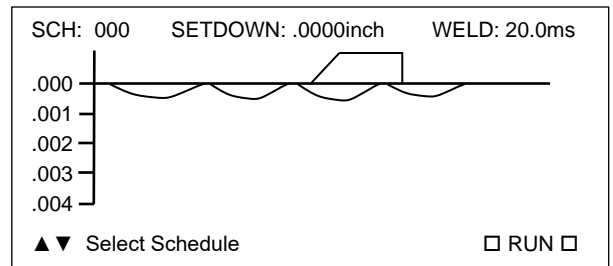 SCH: 000 SETDOWN: .0000inch WELD: 20.0ms
.000
.001
.002
.003
.004
▲▼ Select Schedule □ RUN □